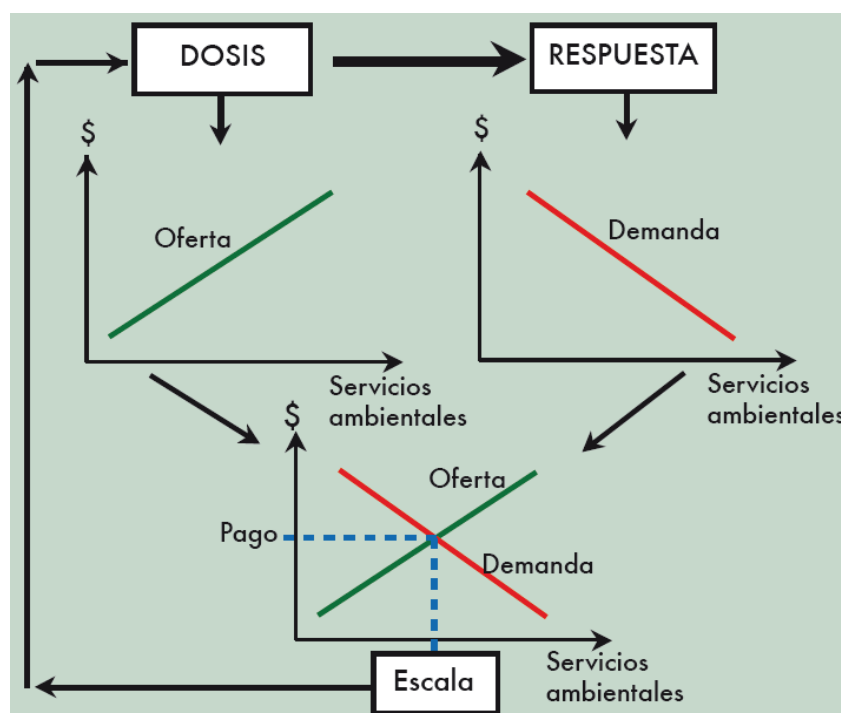 DOSIS
RESPUESTA
$
$
Oferta
Demanda
Servicios
ambientales
Servicios
ambientales
$
Oferta
Pago
Demanda
Servicios
ambientales
Escala